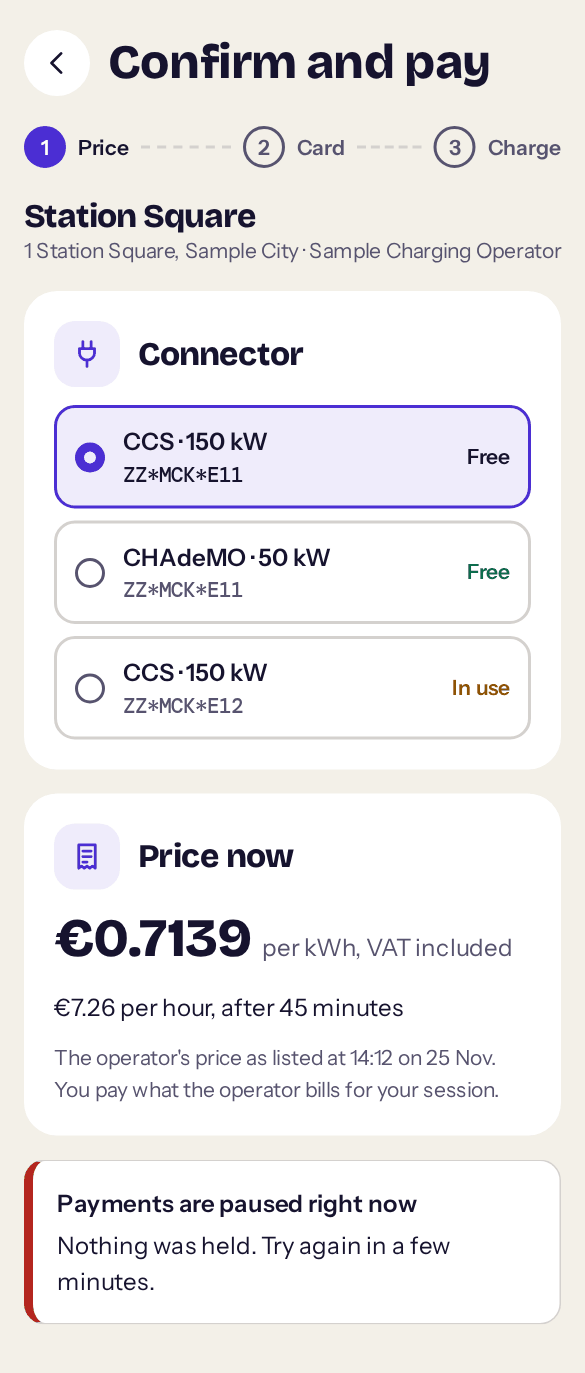 Confirm and pay
1 Price 2 Card 3 Charge
Station Square
1 Station Square, Sample City · Sample Charging Operator
Connector
CCS · 150 kW
ZZ*MCK*E11
Free
CHAdeMO · 50 kW
ZZ*MCK*E11
Free
CCS · 150 kW
ZZ*MCK*E12
In use
Price now
€0.7139 per kWh, VAT included
€7.26 per hour, after 45 minutes
The operator's price as listed at 14:12 on 25 Nov.
You pay what the operator bills for your session.
Payments are paused right now
Nothing was held. Try again in a few
minutes.